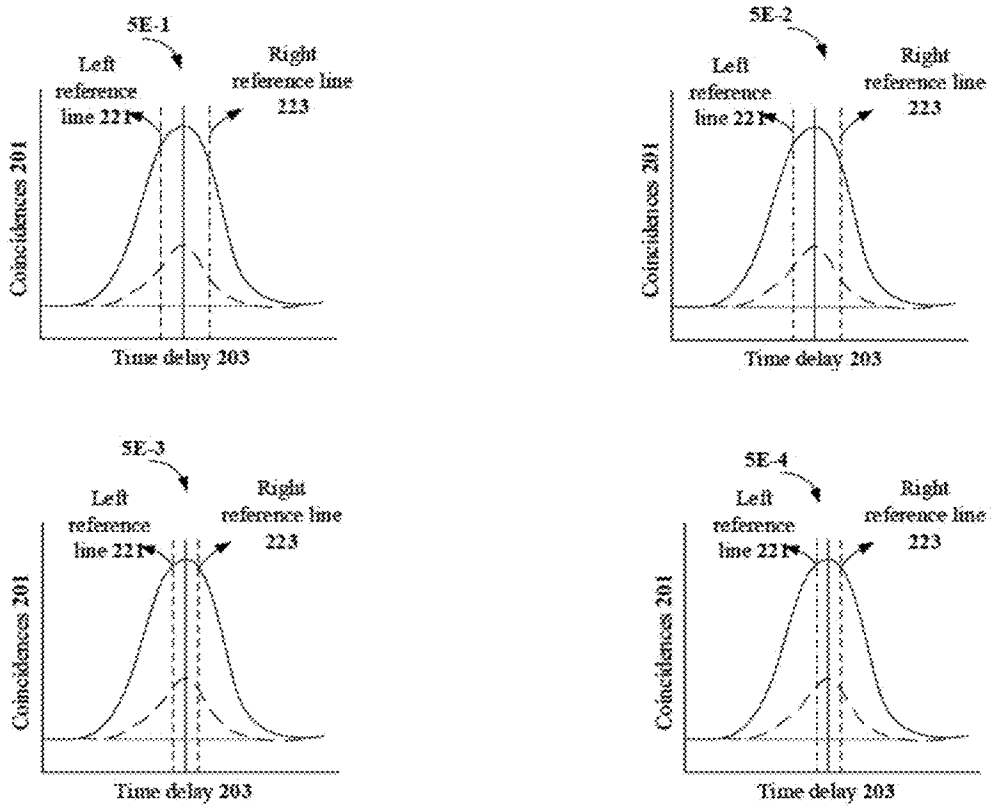 5E-1
Left
reference
line 221
Right
reference line
223
Coincidences 201
Time delay 203
5E-2
Left
reference
line 221
Right
reference line
223
Coincidences 201
Time delay 203
5E-3
Left
reference
line 221
Right
reference line
223
Coincidences 201
Time delay 203
5E-4
Left
reference
line 221
Right
reference line
223
Coincidences 201
Time delay 203